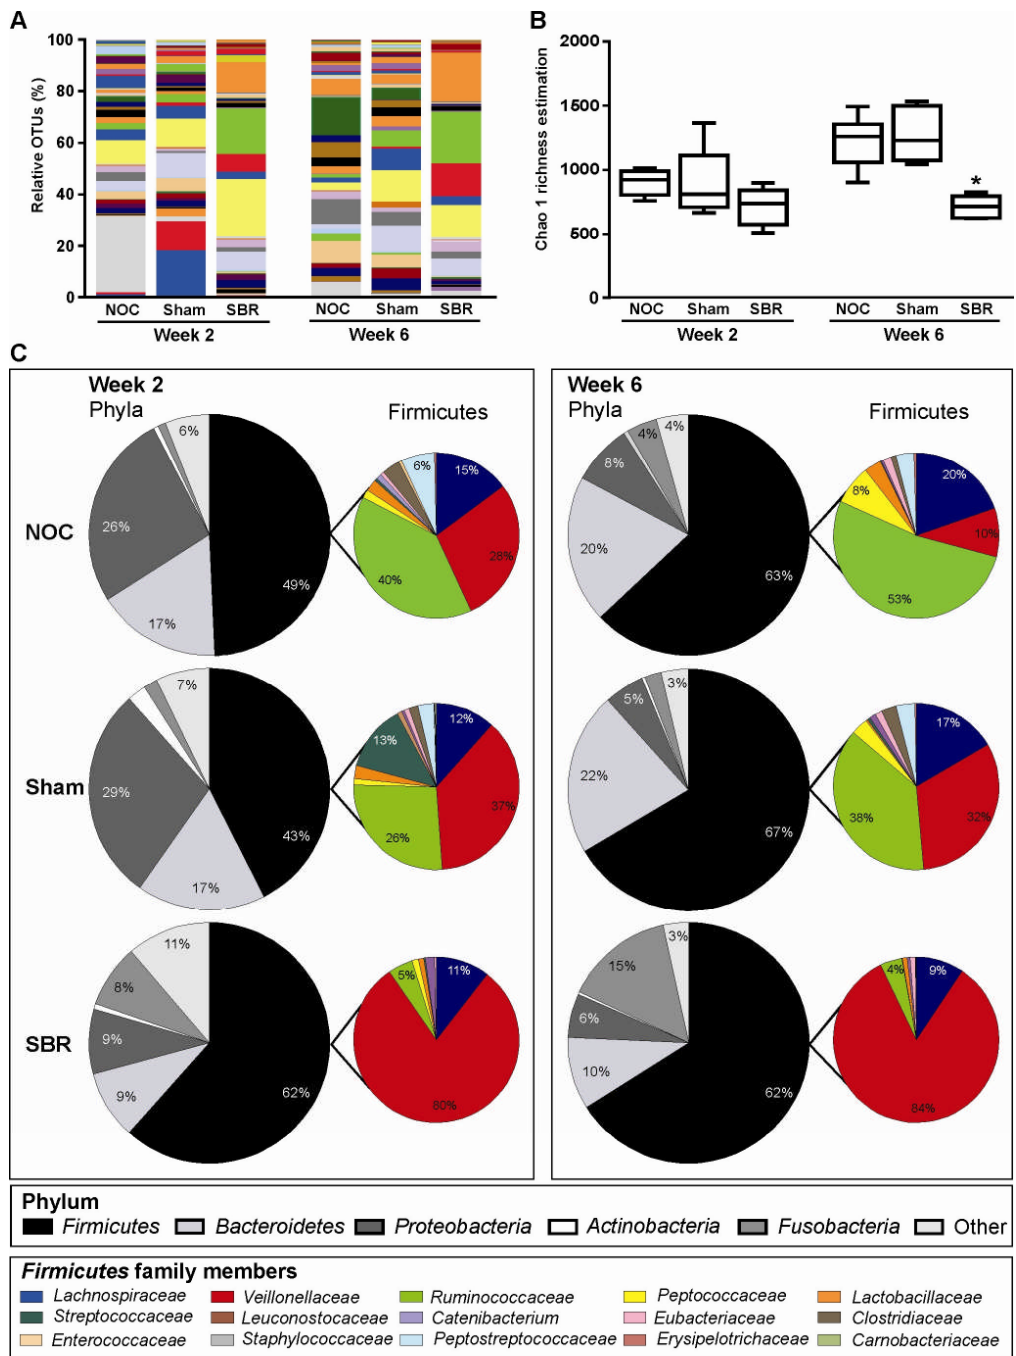 A
B
Relative OTUs (%)
100
80
60
40
20
0
NOC Sham SBR NOC Sham SBR
Week 2 Week 6
Chao 1 richness estimation
2000
1500
1000
500
0
*
NOC Sham SBR NOC Sham SBR
Week 2 Week 6
C
Week 2
Phyla Firmicutes
Week 6
Phyla Firmicutes
NOC
6%
26%
17%
49%
6%
15%
28%
40%
4%
4%
8%
20%
63%
8%
20%
10%
53%
Sham
7%
29%
17%
43%
13%
12%
37%
26%
3%
5%
22%
67%
17%
32%
38%
SBR
11%
8%
9%
9%
62%
5%
11%
80%
3%
15%
6%
10%
62%
4%
9%
84%
Phylum
Firmicutes Bacteroidetes Proteobacteria Actinobacteria Fusobacteria Other
Firmicutes family members
Lachnospiraceae Veillonellaceae Ruminococcaceae Peptococcaceae Lactobacillaceae
Streptococcaceae Leuconostocaceae Catenibacterium Eubacteriaceae Clostridiaceae
Enterococcaceae Staphylococcaceae Peptostreptococcaceae Erysipelotrichaceae Carnobacteriaceae